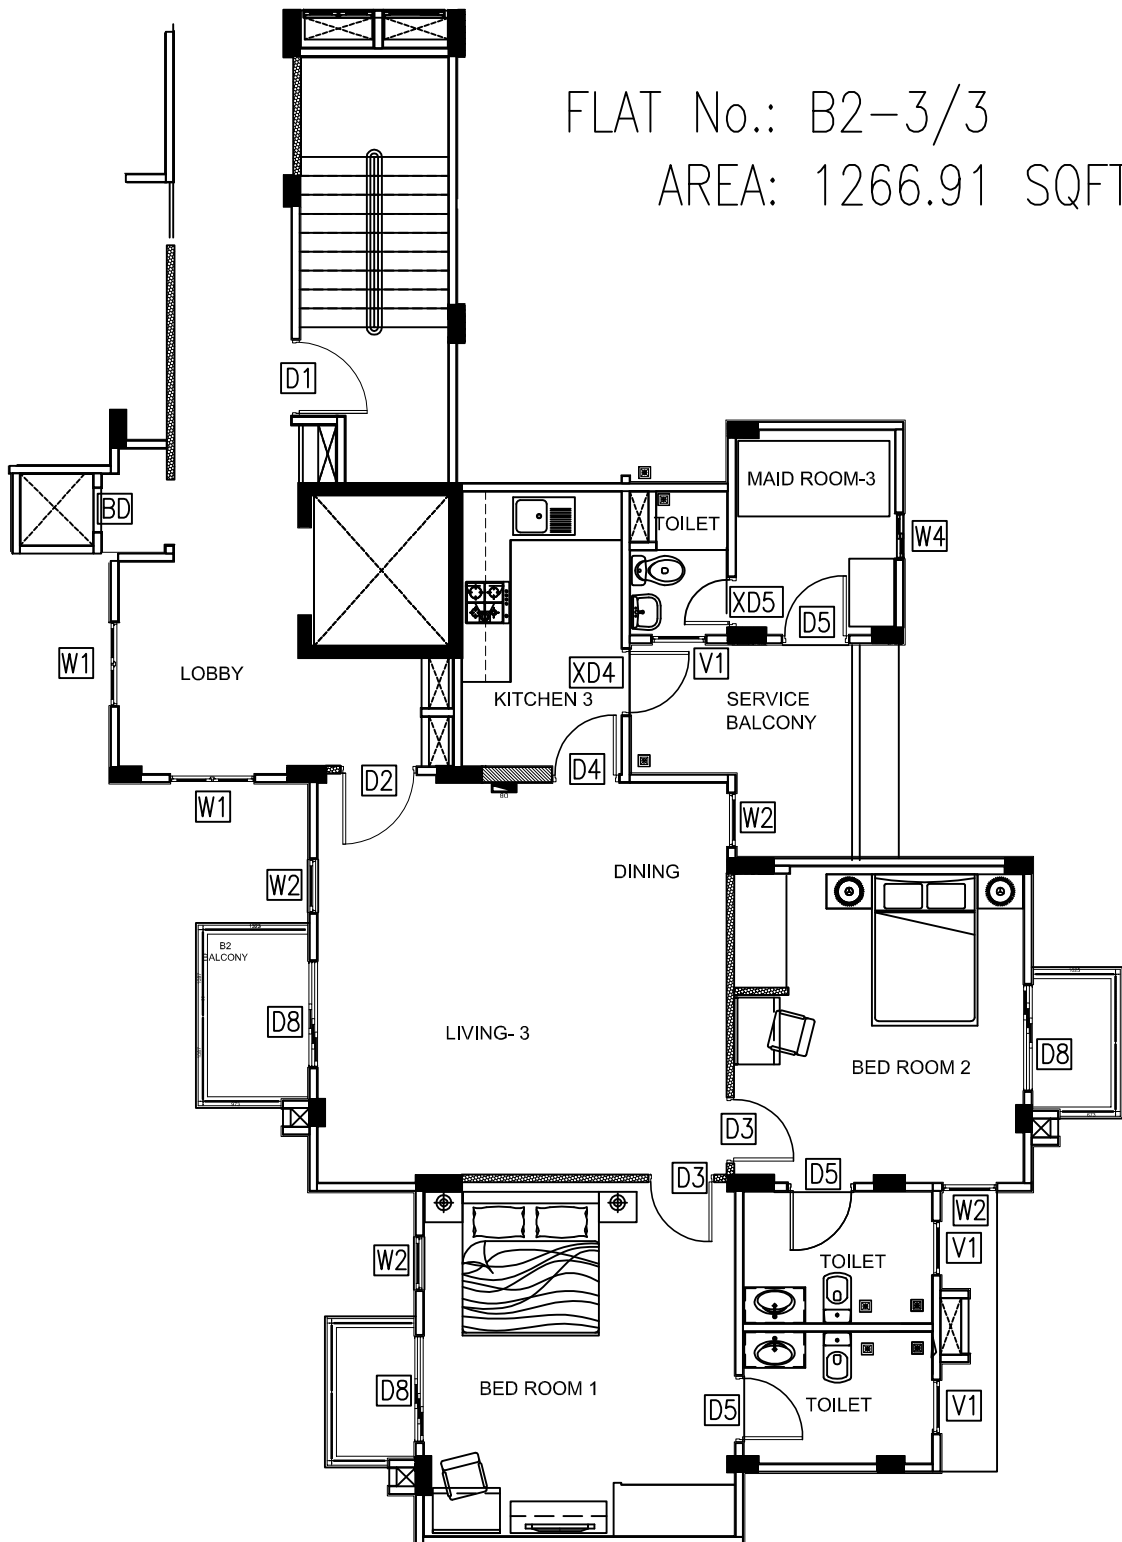 FLAT No.: B2-3/3
AREA: 1266.91 SQFT
D1
MAID ROOM-3
BD
TOILET
W4
XD5
D5
W1
LOBBY
XD4
V1
KITCHEN 3
SERVICE
BALCONY
D2
D4
W1
W2
DINING
W2
B2
BALCONY
D8
LIVING- 3
D8
BED ROOM 2
D3
D3
D5
W2
W2
V1
TOILET
D8
BED ROOM 1
D5
TOILET
V1